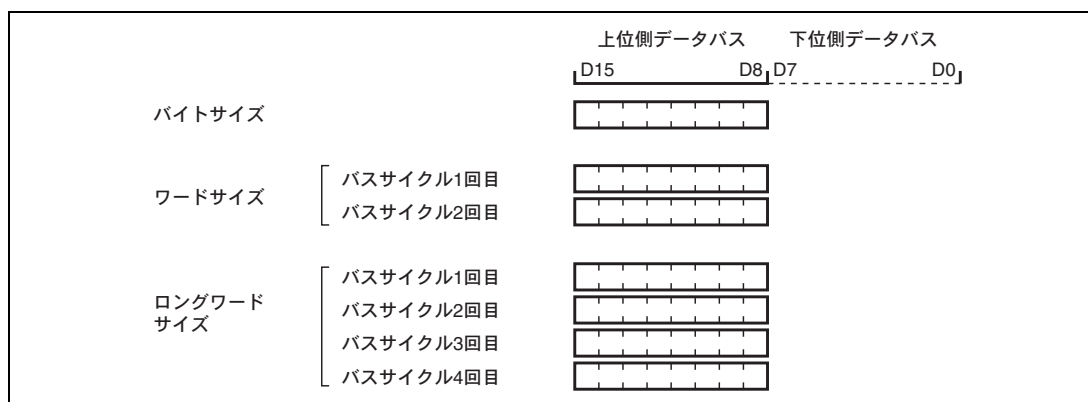 上位側データバス 下位側データバス
D15 D8 D7 D0
バイトサイズ
ワードサイズ
バスサイクル1回目
バスサイクル2回目
ロングワード
サイズ
バスサイクル1回目
バスサイクル2回目
バスサイクル3回目
バスサイクル4回目